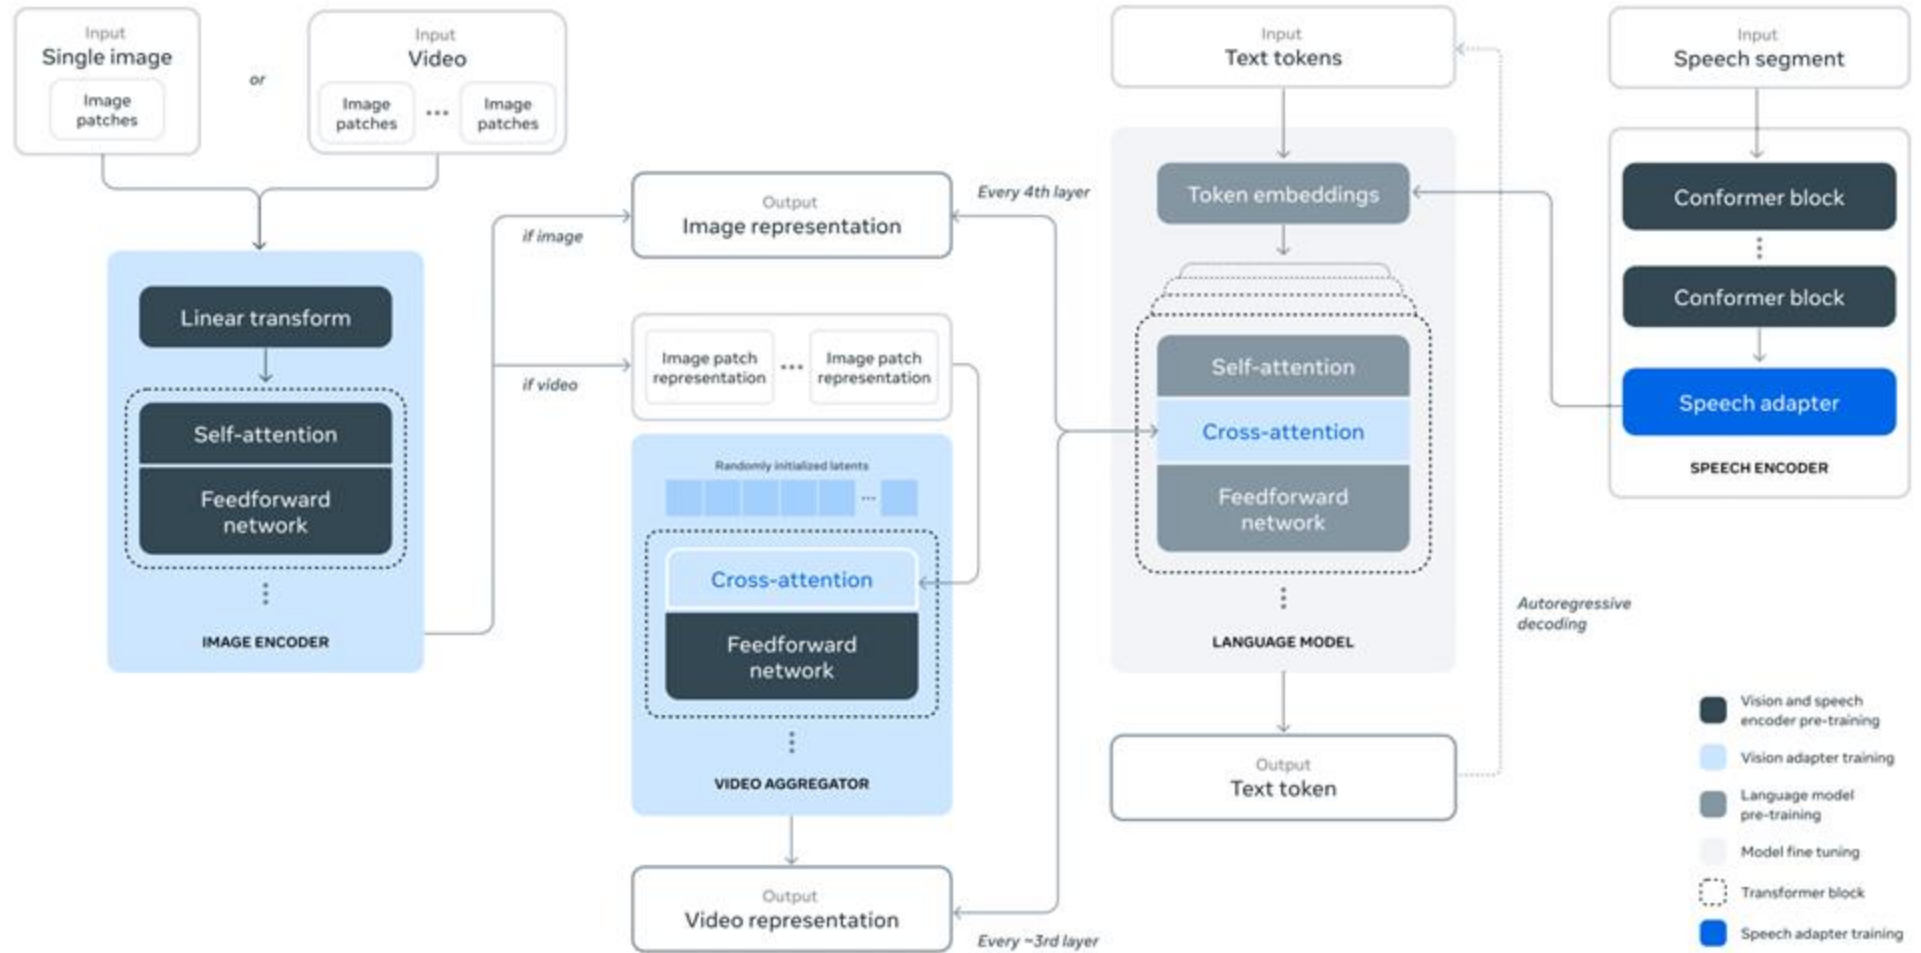 Input
Single image
Image
patches
or
Input
Video
Image
patches
...
Image
patches
Linear transform
Self-attention
Feedforward
network
IMAGE ENCODER
if image
if video
Output
Image representation
Image patch
representation
...
Image patch
representation
Randomly initialized latents
...
Cross-attention
Feedforward
network
VIDEO AGGREGATOR
Output
Video representation
Every 4th layer
Every ~3rd layer
Input
Text tokens
Token embeddings
Self-attention
Cross-attention
Feedforward
network
LANGUAGE MODEL
Output
Text token
Autoregressive
decoding
Input
Speech segment
Conformer block
Conformer block
Speech adapter
SPEECH ENCODER
Vision and speech
encoder pre-training
Vision adapter training
Language model
pre-training
Model fine tuning
Transformer block
Speech adapter training